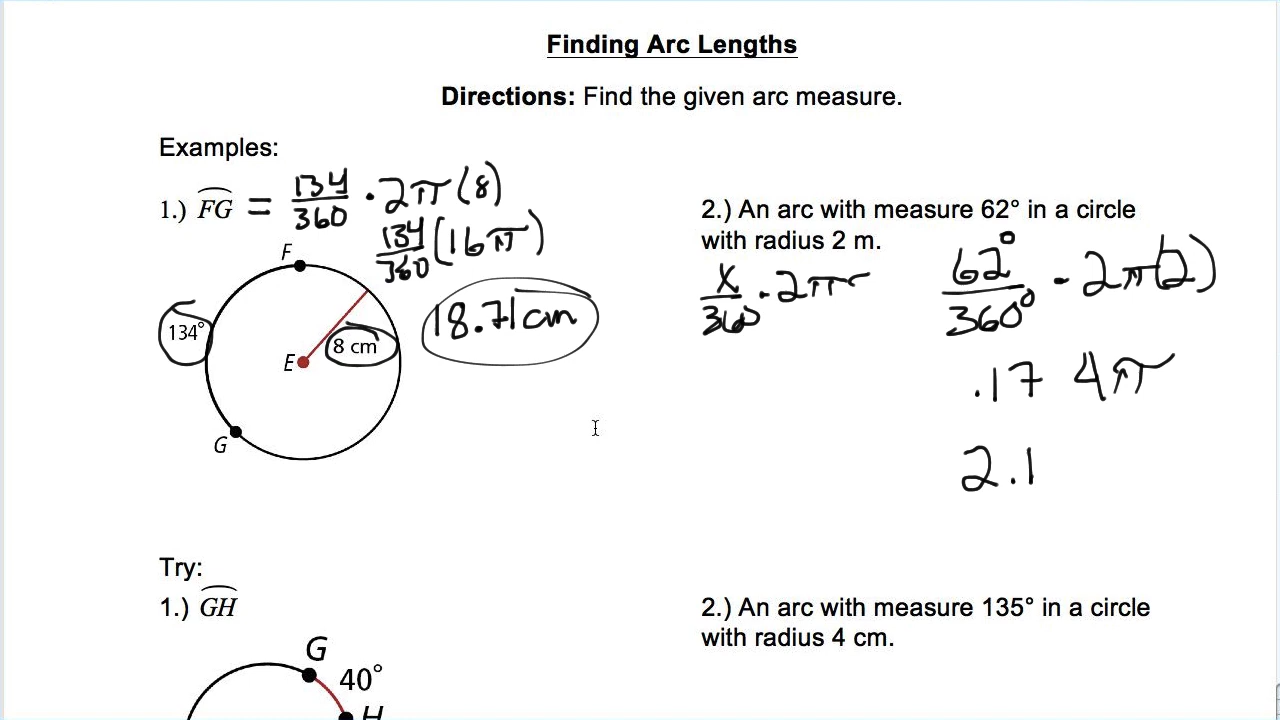 Finding Arc Lengths
Directions: Find the given arc measure.
Examples:
1.) FG = 134/360 · 2π(8)
134/360 (16π)
18.71cm
F
134°
8 cm
E
G
2.) An arc with measure 62° in a circle
with radius 2 m.
x/360 · 2πr
62°/360° · 2π(2)
.17 4π
2.1
Try:
1.) GH
G
40°
H
2.) An arc with measure 135° in a circle
with radius 4 cm.